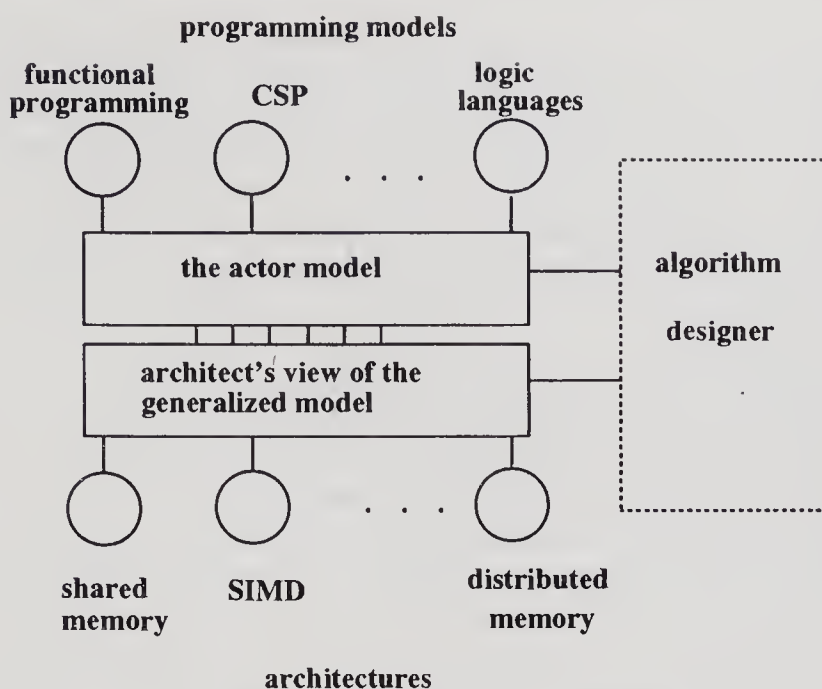 programming models
functional
programming
CSP
logic
languages
. . .
the actor model
algorithm
designer
architect's view of the
generalized model
. . .
shared
memory
SIMD
distributed
memory
architectures